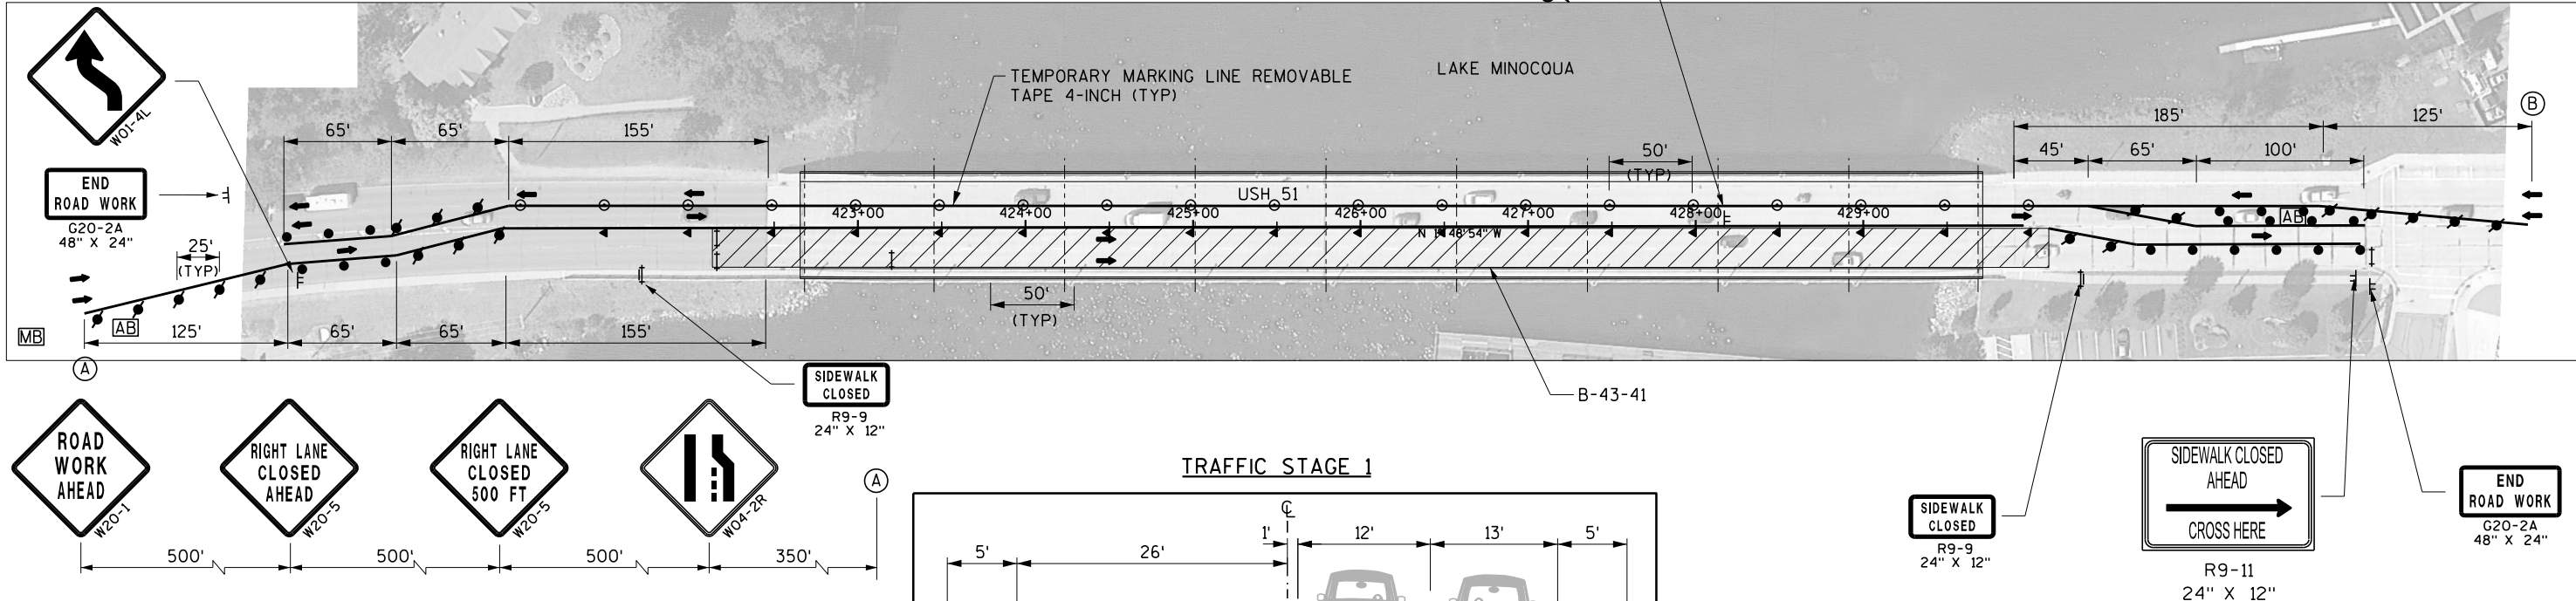 W01-4L
END
ROAD WORK
G20-2A
48" X 24"
TEMPORARY MARKING LINE REMOVABLE
TAPE 4-INCH (TYP)
LAKE MINOCQUA
65'
65'
155'
50'
(TYP)
185'
125'
B
45'
65'
100'
USH 51
423+00
424+00
425+00
426+00
427+00
428+00
429+00
AB
25'
(TYP)
50'
(TYP)
AB
MB
125'
65'
65'
155'
A
SIDEWALK
CLOSED
R9-9
24" X 12"
B-43-41
ROAD
WORK
AHEAD
W20-1
RIGHT LANE
CLOSED
AHEAD
W20-5
RIGHT LANE
CLOSED
500 FT
W20-5
W04-2R
A
500'
500'
500'
350'
TRAFFIC STAGE 1
5'
26'
1'
12'
13'
5'
SIDEWALK
CLOSED
R9-9
24" X 12"
SIDEWALK CLOSED
AHEAD
CROSS HERE
R9-11
24" X 12"
END
ROAD WORK
G20-2A
48" X 24"